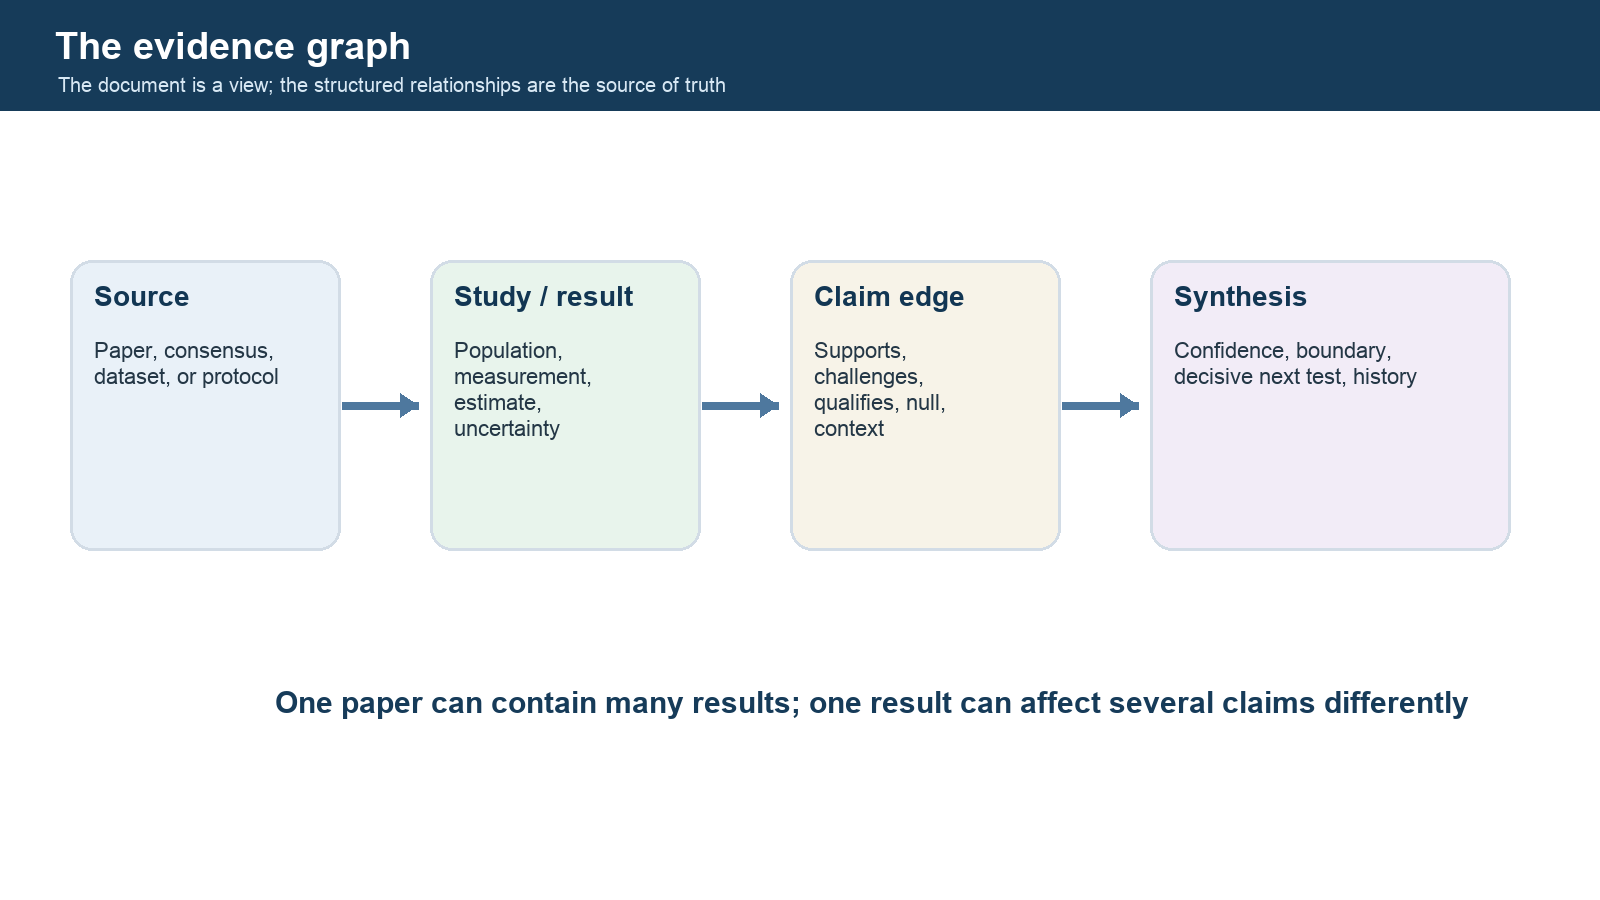 The evidence graph
The document is a view; the structured relationships are the source of truth
Source
Paper, consensus,
dataset, or protocol
Study / result
Population,
measurement,
estimate,
uncertainty
Claim edge
Supports,
challenges,
qualifies, null,
context
Synthesis
Confidence, boundary,
decisive next test, history
One paper can contain many results; one result can affect several claims differently